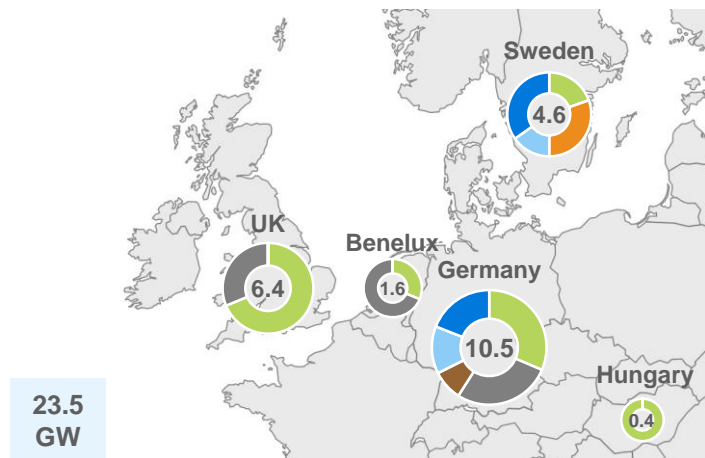 Sweden
4.6
UK
6.4
Benelux
1.6
Germany
10.5
Hungary
0.4
23.5
GW